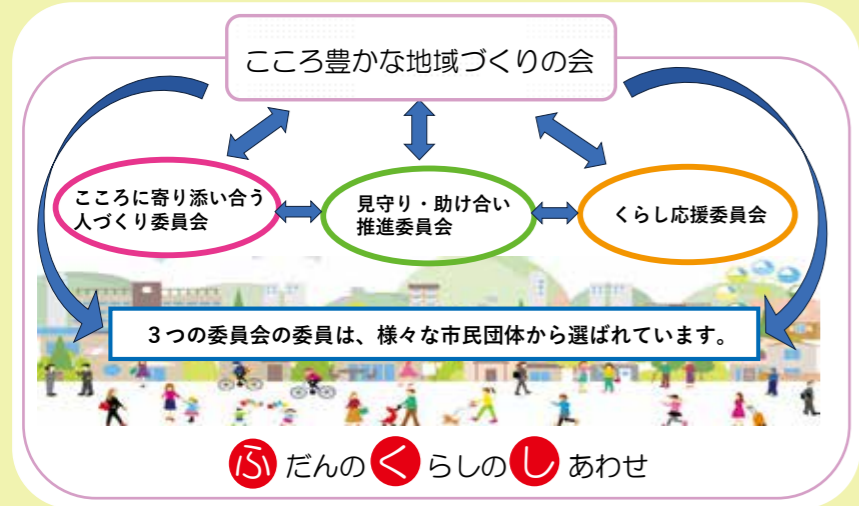 こころ豊かな地域づくりの会
こころに寄り添い合う
人づくり委員会
見守り・助け合い
推進委員会
くらし応援委員会
３つの委員会の委員は、様々な市民団体から選ばれています。
ふだんのくらしのしあわせ